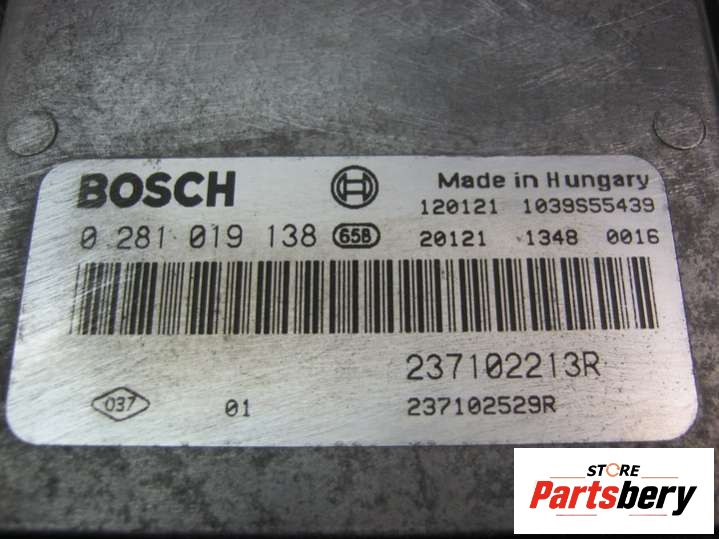 BOSCH Made in Hungary
120121 1039S55439
0 281 019 138 65B 20121 1348 0016
237102213R
037 01 237102529R
STORE
Partsbery